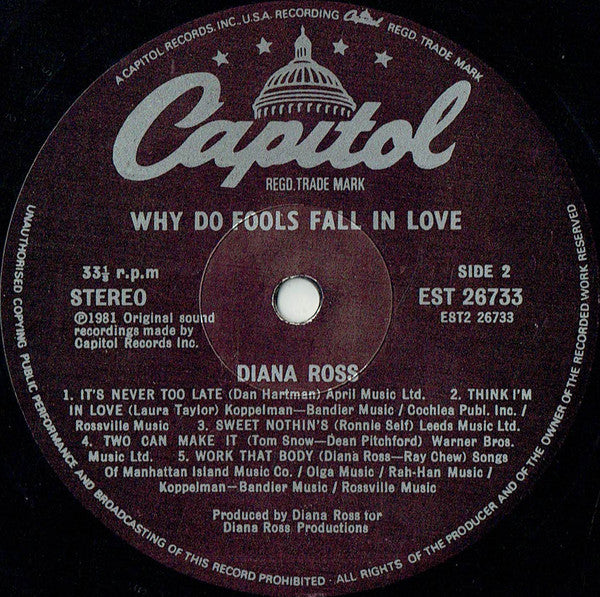 A CAPITOL RECORDS, INC., U.S.A. RECORDING Capitol REGD. TRADE MARK
Capitol
REGD. TRADE MARK
WHY DO FOOLS FALL IN LOVE
33⅓ r.p.m
STEREO
℗1981 Original sound
recordings made by
Capitol Records Inc.
SIDE 2
EST 26733
EST2 26733
DIANA ROSS
1. IT'S NEVER TOO LATE (Dan Hartman) April Music Ltd. 2. THINK I'M
IN LOVE (Laura Taylor) Koppelman—Bandier Music / Cochlea Publ. Inc. /
Rossville Music 3. SWEET NOTHIN'S (Ronnie Self) Leeds Music Ltd.
4. TWO CAN MAKE IT (Tom Snow—Dean Pitchford) Warner Bros.
Music Ltd. 5. WORK THAT BODY (Diana Ross—Ray Chew) Songs
Of Manhattan Island Music Co. / Olga Music / Rah-Han Music /
Koppelman—Bandier Music / Rossville Music
Produced by Diana Ross for
Diana Ross Productions
UNAUTHORISED COPYING PUBLIC PERFORMANCE AND BROADCASTING OF THIS RECORD PROHIBITED · ALL RIGHTS OF THE PRODUCER AND OF THE OWNER OF THE RECORDED WORK RESERVED